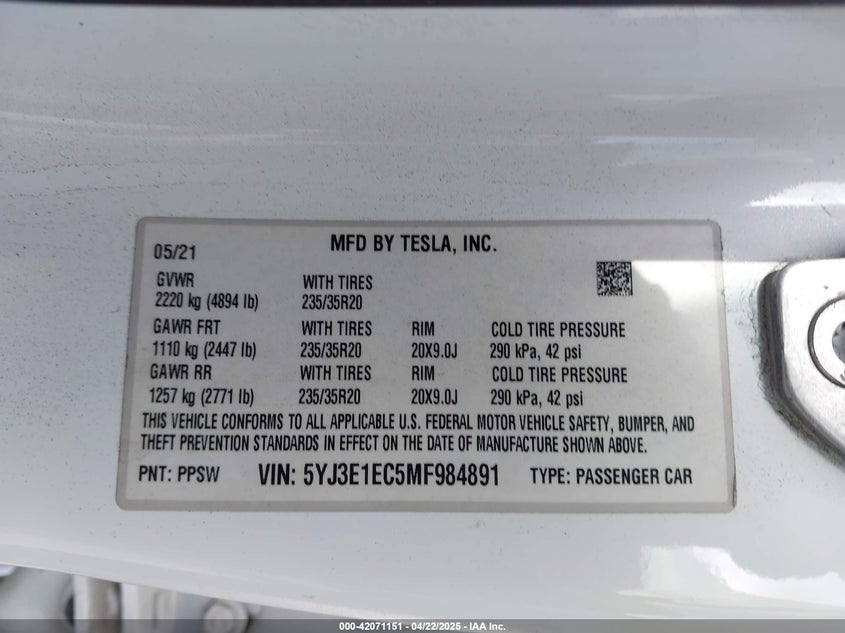 05/21 MFD BY TESLA, INC.
GVWR WITH TIRES
2220 kg (4894 lb) 235/35R20
GAWR FRT WITH TIRES RIM COLD TIRE PRESSURE
1110 kg (2447 lb) 235/35R20 20X9.0J 290 kPa, 42 psi
GAWR RR WITH TIRES RIM COLD TIRE PRESSURE
1257 kg (2771 lb) 235/35R20 20X9.0J 290 kPa, 42 psi
THIS VEHICLE CONFORMS TO ALL APPLICABLE U.S. FEDERAL MOTOR VEHICLE SAFETY, BUMPER, AND
THEFT PREVENTION STANDARDS IN EFFECT ON THE DATE OF MANUFACTURE SHOWN ABOVE.
PNT: PPSW VIN: 5YJ3E1EC5MF984891 TYPE: PASSENGER CAR
000-42071151 - 04/22/2025 - IAA Inc.